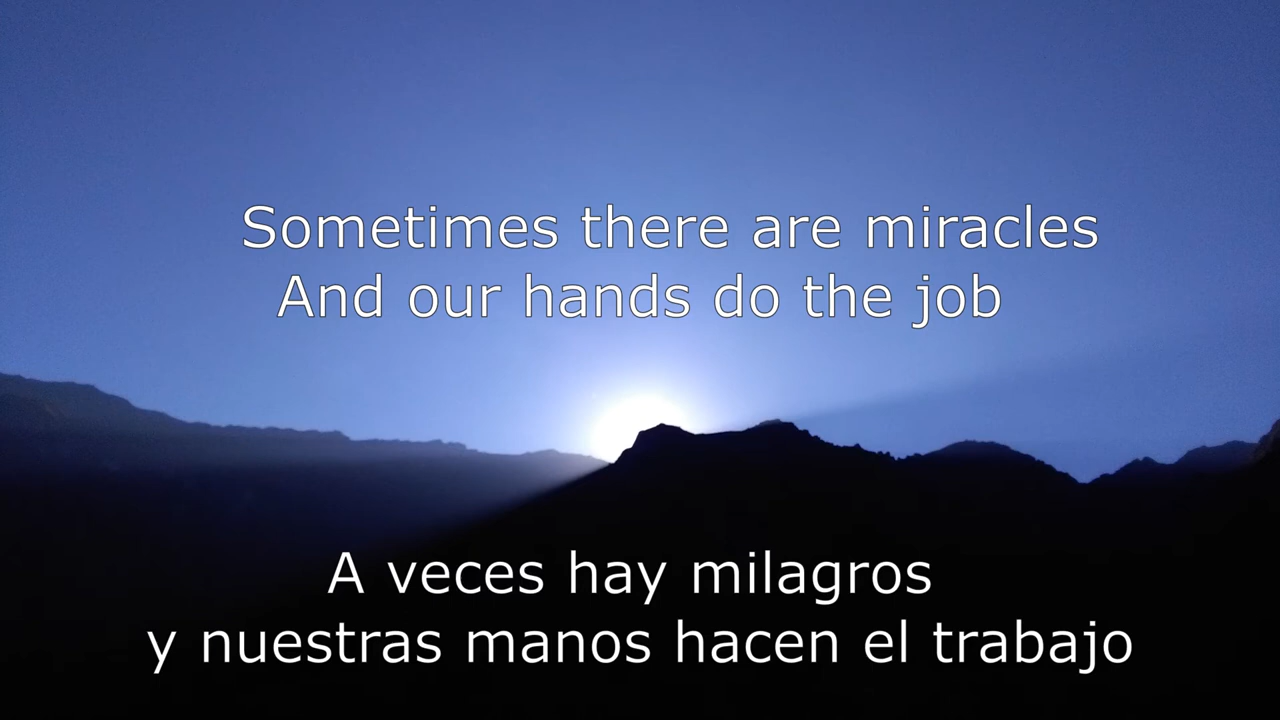 Sometimes there are miracles
And our hands do the job
A veces hay milagros
y nuestras manos hacen el trabajo